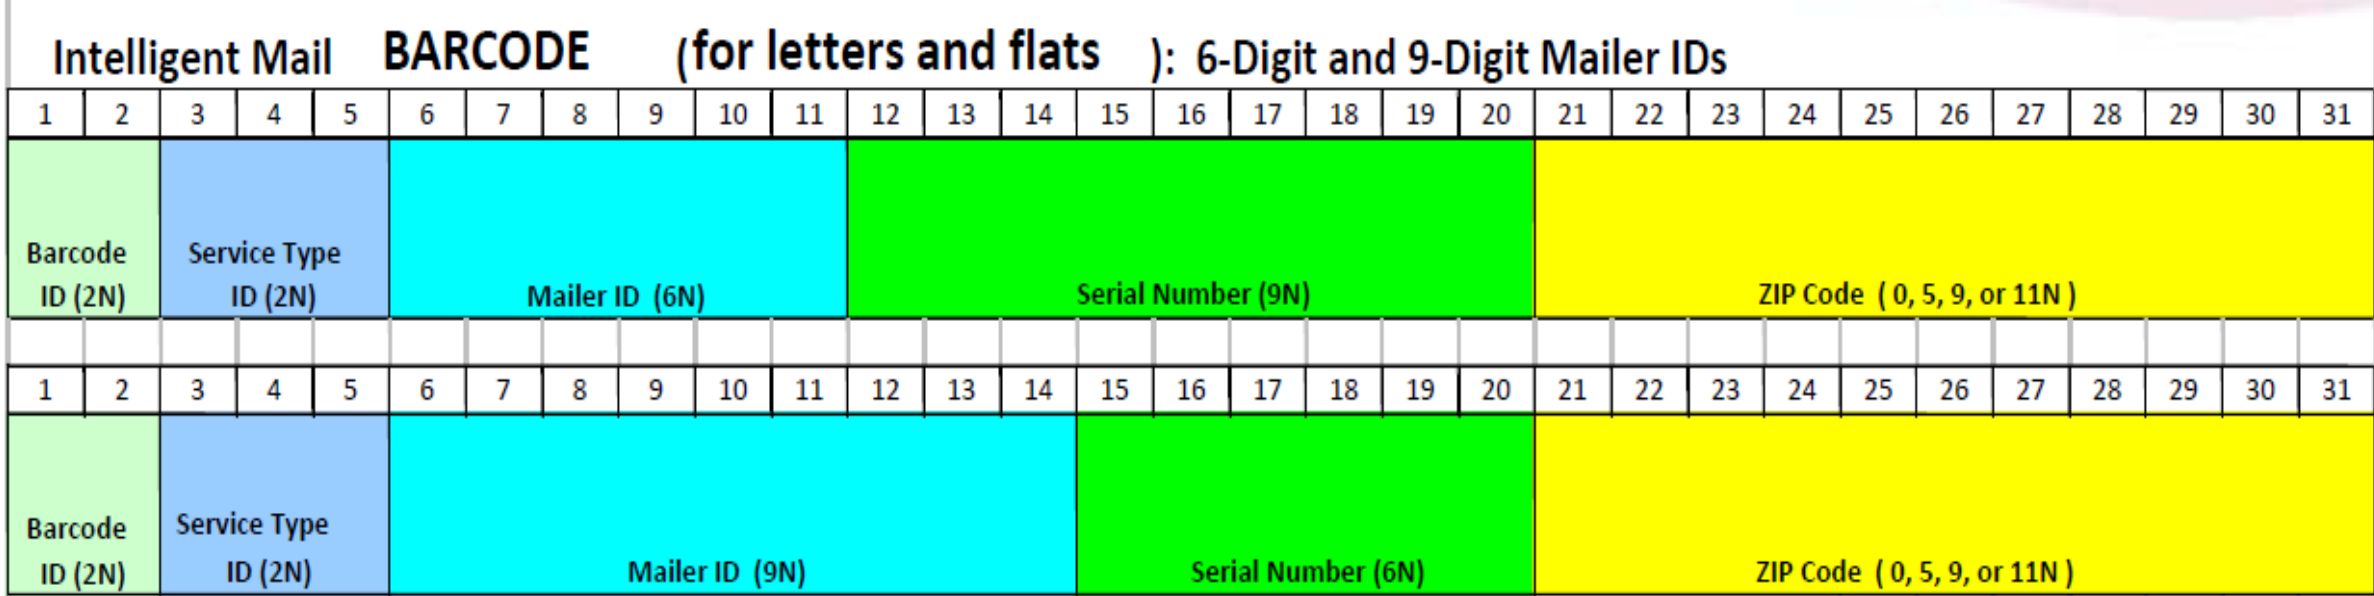 Intelligent Mail BARCODE (for letters and flats ): 6-Digit and 9-Digit Mailer IDs
1 2 3 4 5 6 7 8 9 10 11 12 13 14 15 16 17 18 19 20 21 22 23 24 25 26 27 28 29 30 31
Barcode Service Type
ID (2N) ID (2N) Mailer ID (6N) Serial Number (9N) ZIP Code ( 0, 5, 9, or 11N )
1 2 3 4 5 6 7 8 9 10 11 12 13 14 15 16 17 18 19 20 21 22 23 24 25 26 27 28 29 30 31
Barcode Service Type
ID (2N) ID (2N) Mailer ID (9N) Serial Number (6N) ZIP Code ( 0, 5, 9, or 11N )